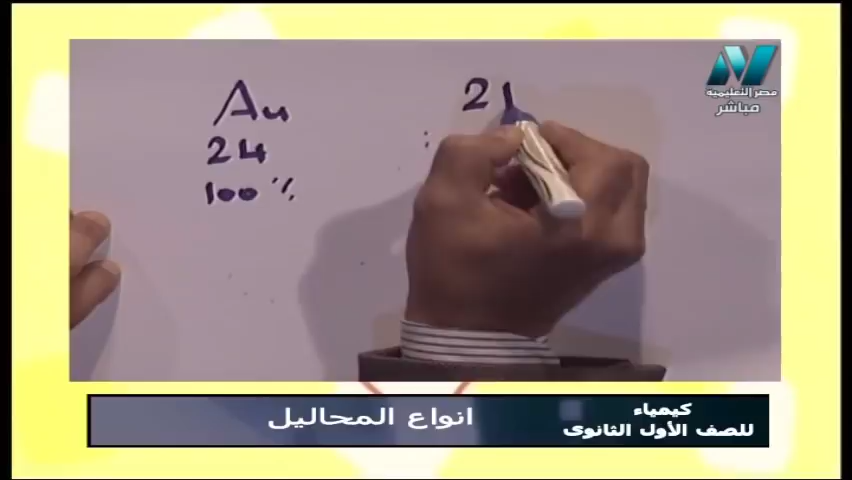 مصر التعليمية
مباشر
Au
24
100 %
21
كيمياء
للصف الأول الثانوى
انواع المحاليل